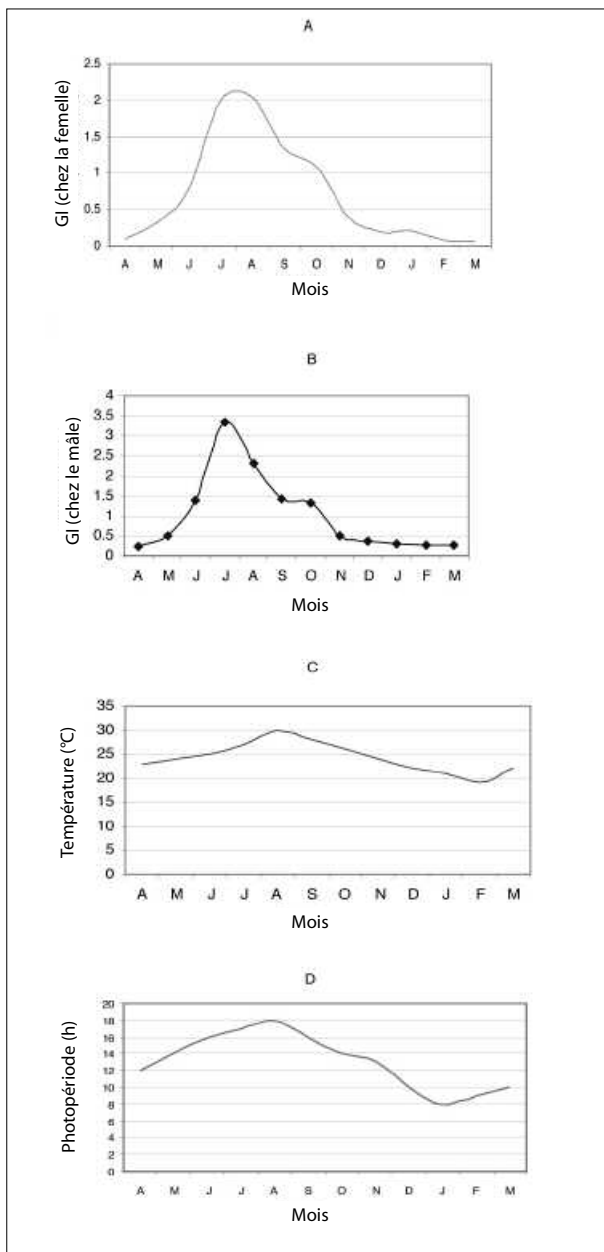 A
GI (chez la femelle)
2.5
2
1.5
1
0.5
0
A M J J A S O N D J F M
Mois
B
GI (chez le mâle)
4
3.5
3
2.5
2
1.5
1
0.5
0
A M J J A S O N D J F M
Mois
C
Température (°C)
35
30
25
20
15
10
5
0
A M J J A S O N D J F M
Mois
D
Photopériode (h)
20
18
16
14
12
10
8
6
4
2
0
A M J J A S O N D J F M
Mois